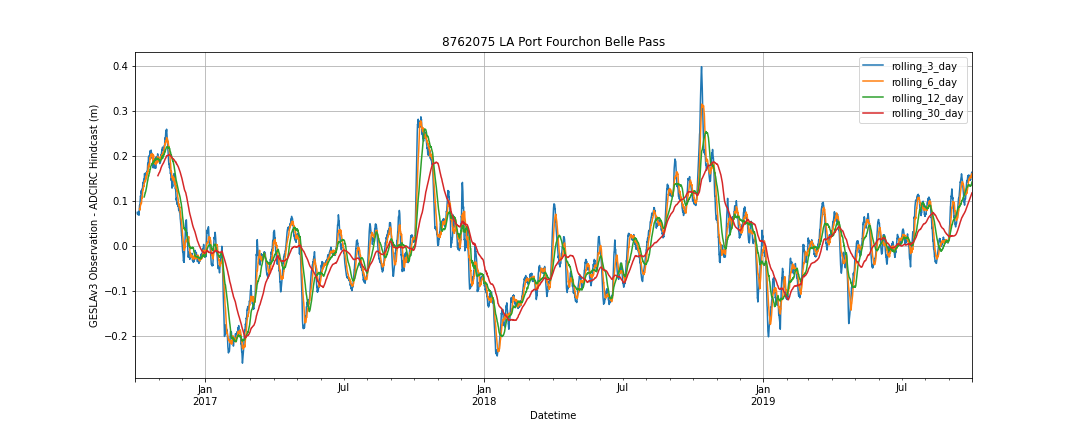 8762075 LA Port Fourchon Belle Pass
GESLAv3 Observation - ADCIRC Hindcast (m)
0.4
0.3
0.2
0.1
0.0
−0.1
−0.2
rolling_3_day
rolling_6_day
rolling_12_day
rolling_30_day
Jan
2017
Jul
Jan
2018
Jul
Jan
2019
Jul
Datetime